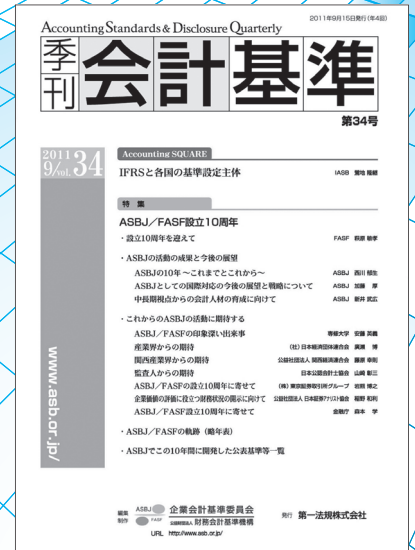 2011年9月15日発行(年4回)
Accounting Standards & Disclosure Quarterly
季刊 会計基準
第34号
2011
9/vol.34
Accounting SQUARE
IFRSと各国の基準設定主体 IASB 鶯地 隆継
特 集
ASBJ/FASF設立10周年
・設立10周年を迎えて FASF 萩原 敏孝
・ASBJの活動の成果と今後の展望
ASBJの10年 ～これまでとこれから～ ASBJ 西川 郁生
ASBJとしての国際対応の今後の展望と戦略について ASBJ 加藤 厚
中長期視点からの会計人材の育成に向けて ASBJ 新井 武広
・これからのASBJの活動に期待する
ASBJ/FASFの印象深い出来事 専修大学 安藤 英義
産業界からの期待 (社)日本経済団体連合会 廣瀬 博
関西産業界からの期待 公益社団法人 関西経済連合会 藤原 幸則
監査人からの期待 日本公認会計士協会 山崎 彰三
ASBJ/FASFの設立10周年に寄せて (株)東京証券取引所グループ 岩熊 博之
企業価値の評価に役立つ財務状況の開示に向けて 公益社団法人 日本証券アナリスト協会 稲野 和利
ASBJ/FASF設立10周年に寄せて 金融庁 森本 学
・ASBJ/FASFの軌跡(略年表)
・ASBJでこの10年間に開発した公表基準等一覧
www.asb.or.jp/
編集 制作 ASBJ 企業会計基準委員会
FASF 公益財団法人 財務会計基準機構
発行 第一法規株式会社
URL http://www.asb.or.jp/